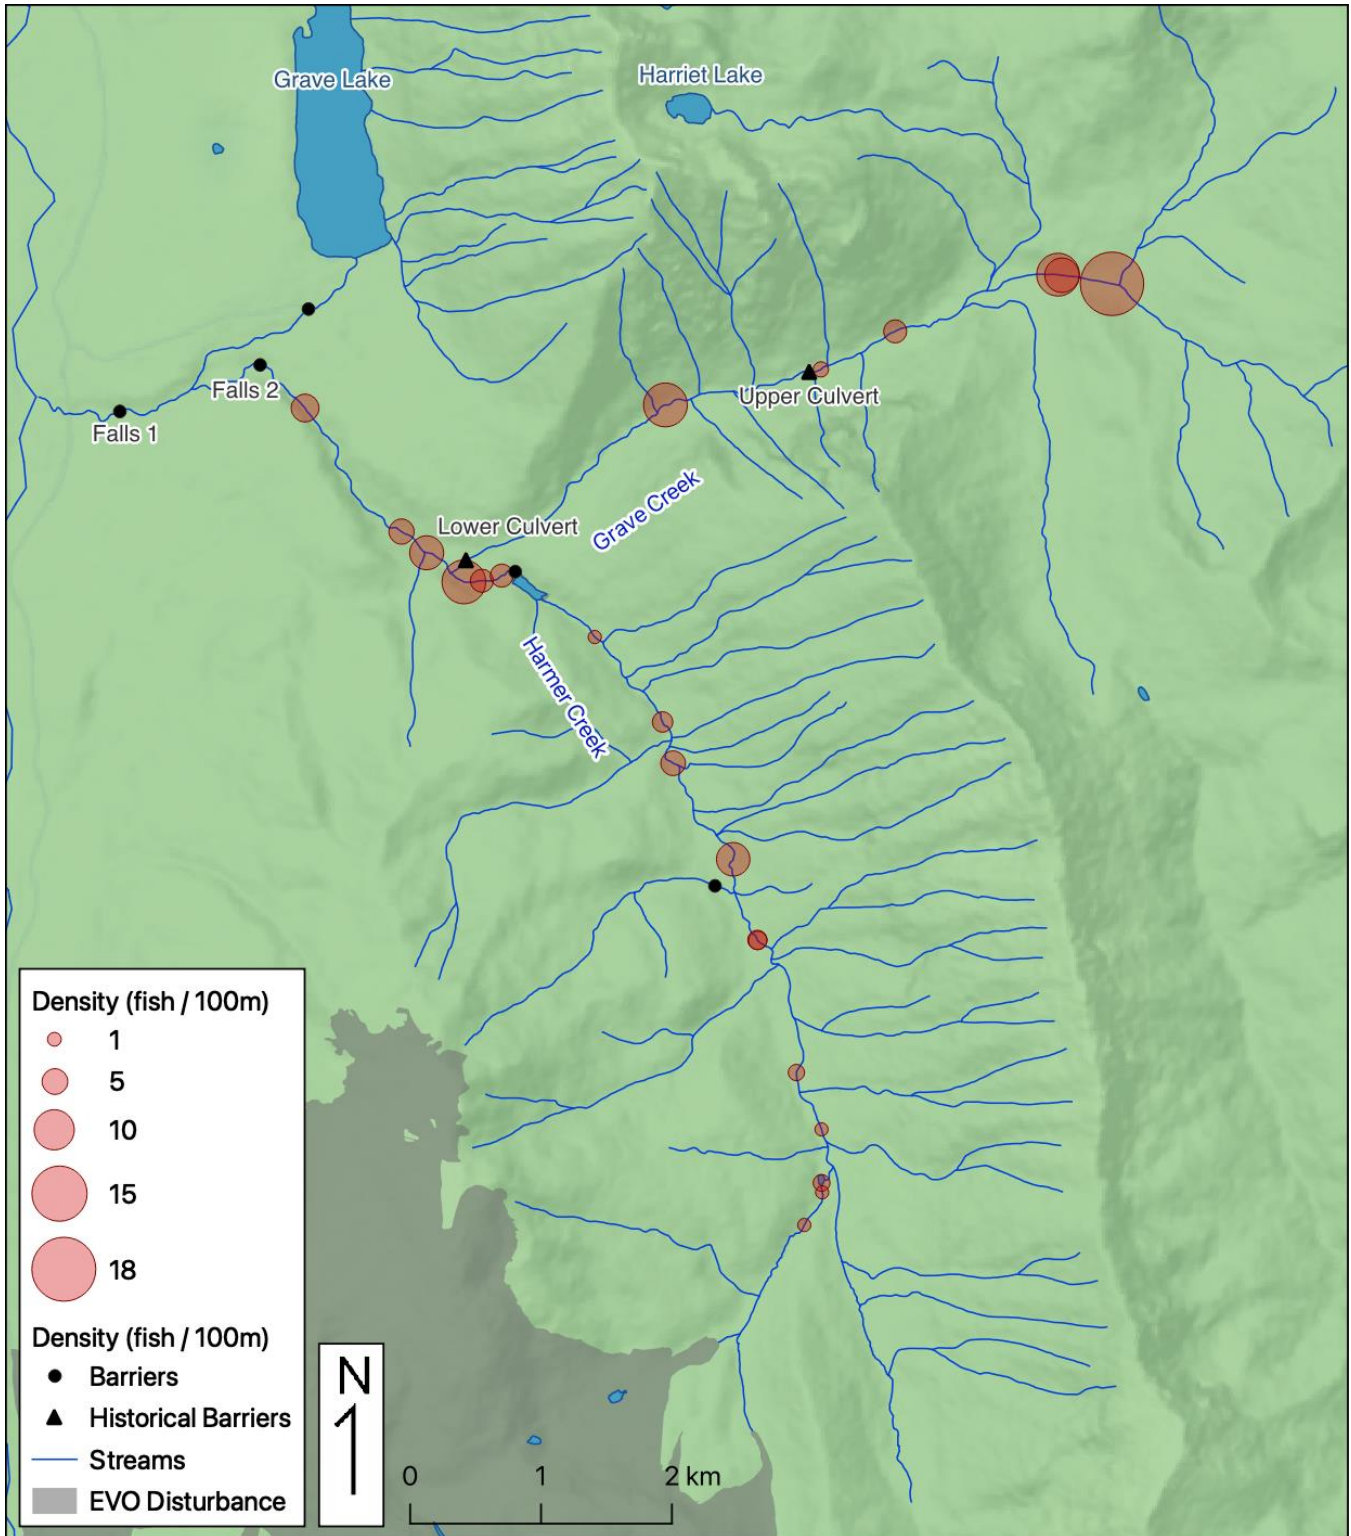 Grave Lake
Harriet Lake
Falls 2
Upper Culvert
Falls 1
Grave Creek
Lower Culvert
Harmer Creek
Density (fish / 100m)
1
5
10
15
18
Density (fish / 100m)
Barriers
Historical Barriers
Streams
EVO Disturbance
N
0 1 2 km